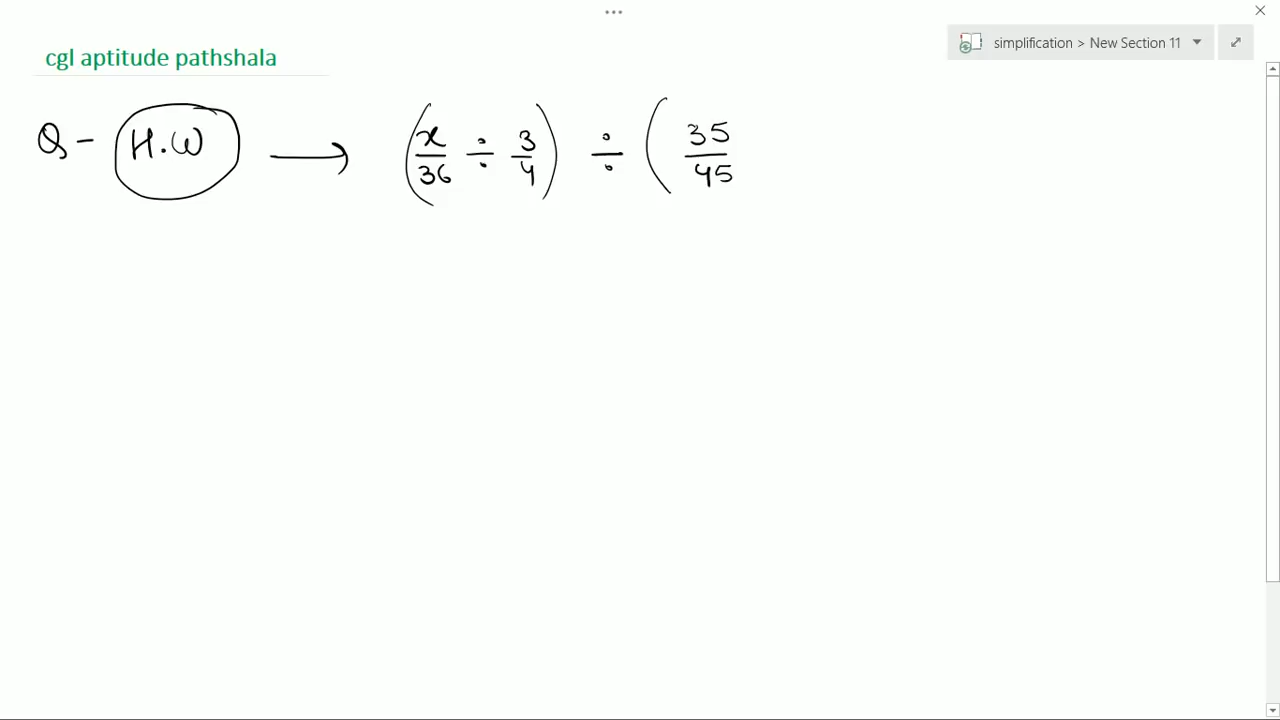 cgl aptitude pathshala
simplification > New Section 11
Q - H.W → (x/36 ÷ 3/4) ÷ (35/45